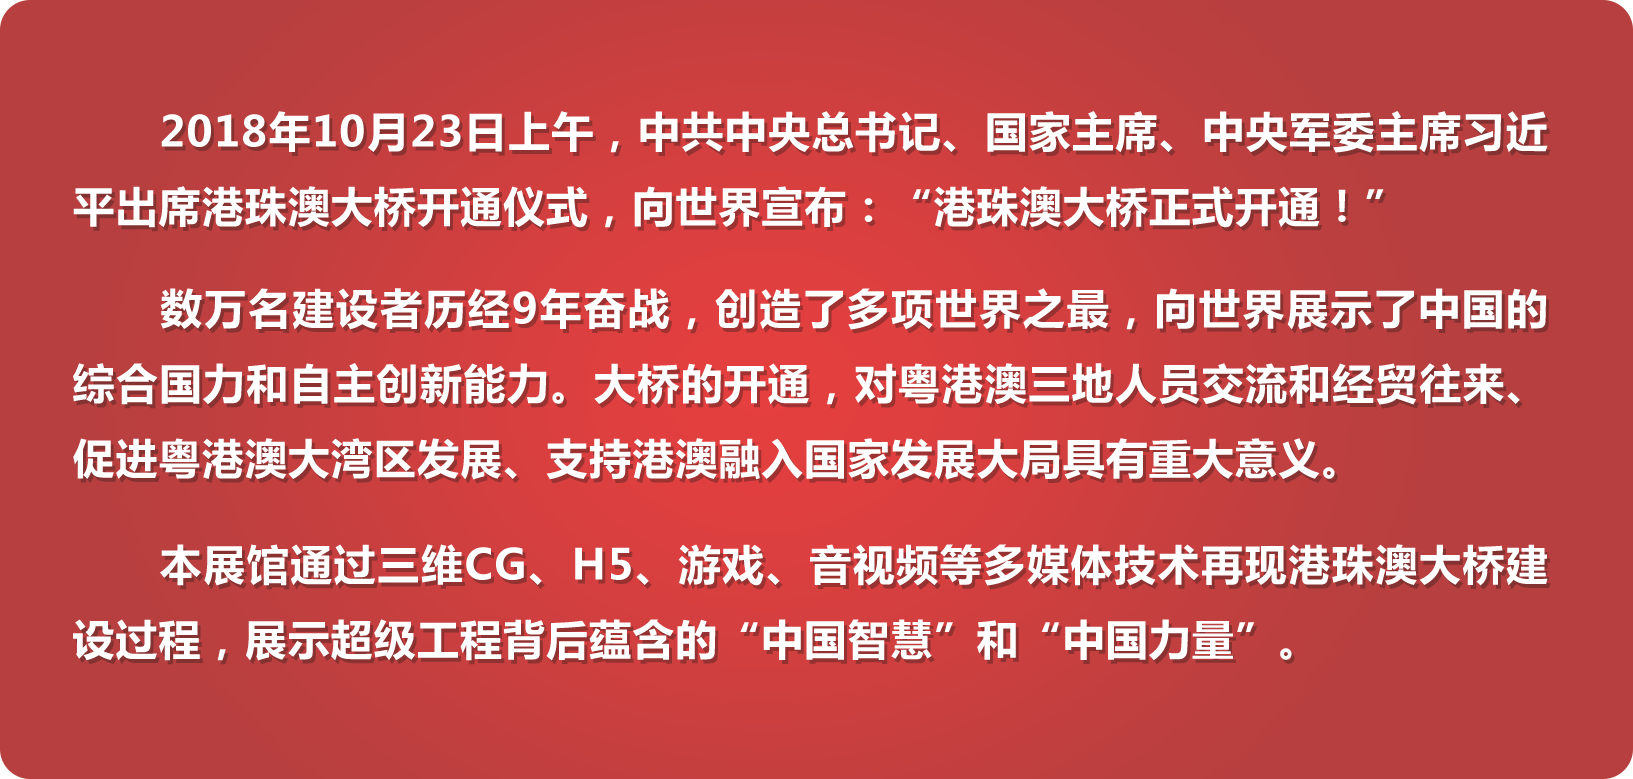 2018年10月23日上午，中共中央总书记、国家主席、中央军委主席习近
平出席港珠澳大桥开通仪式，向世界宣布：“港珠澳大桥正式开通！”
数万名建设者历经9年奋战，创造了多项世界之最，向世界展示了中国的
综合国力和自主创新能力。大桥的开通，对粤港澳三地人员交流和经贸往来、
促进粤港澳大湾区发展、支持港澳融入国家发展大局具有重大意义。
本展馆通过三维CG、H5、游戏、音视频等多媒体技术再现港珠澳大桥建
设过程，展示超级工程背后蕴含的“中国智慧”和“中国力量”。